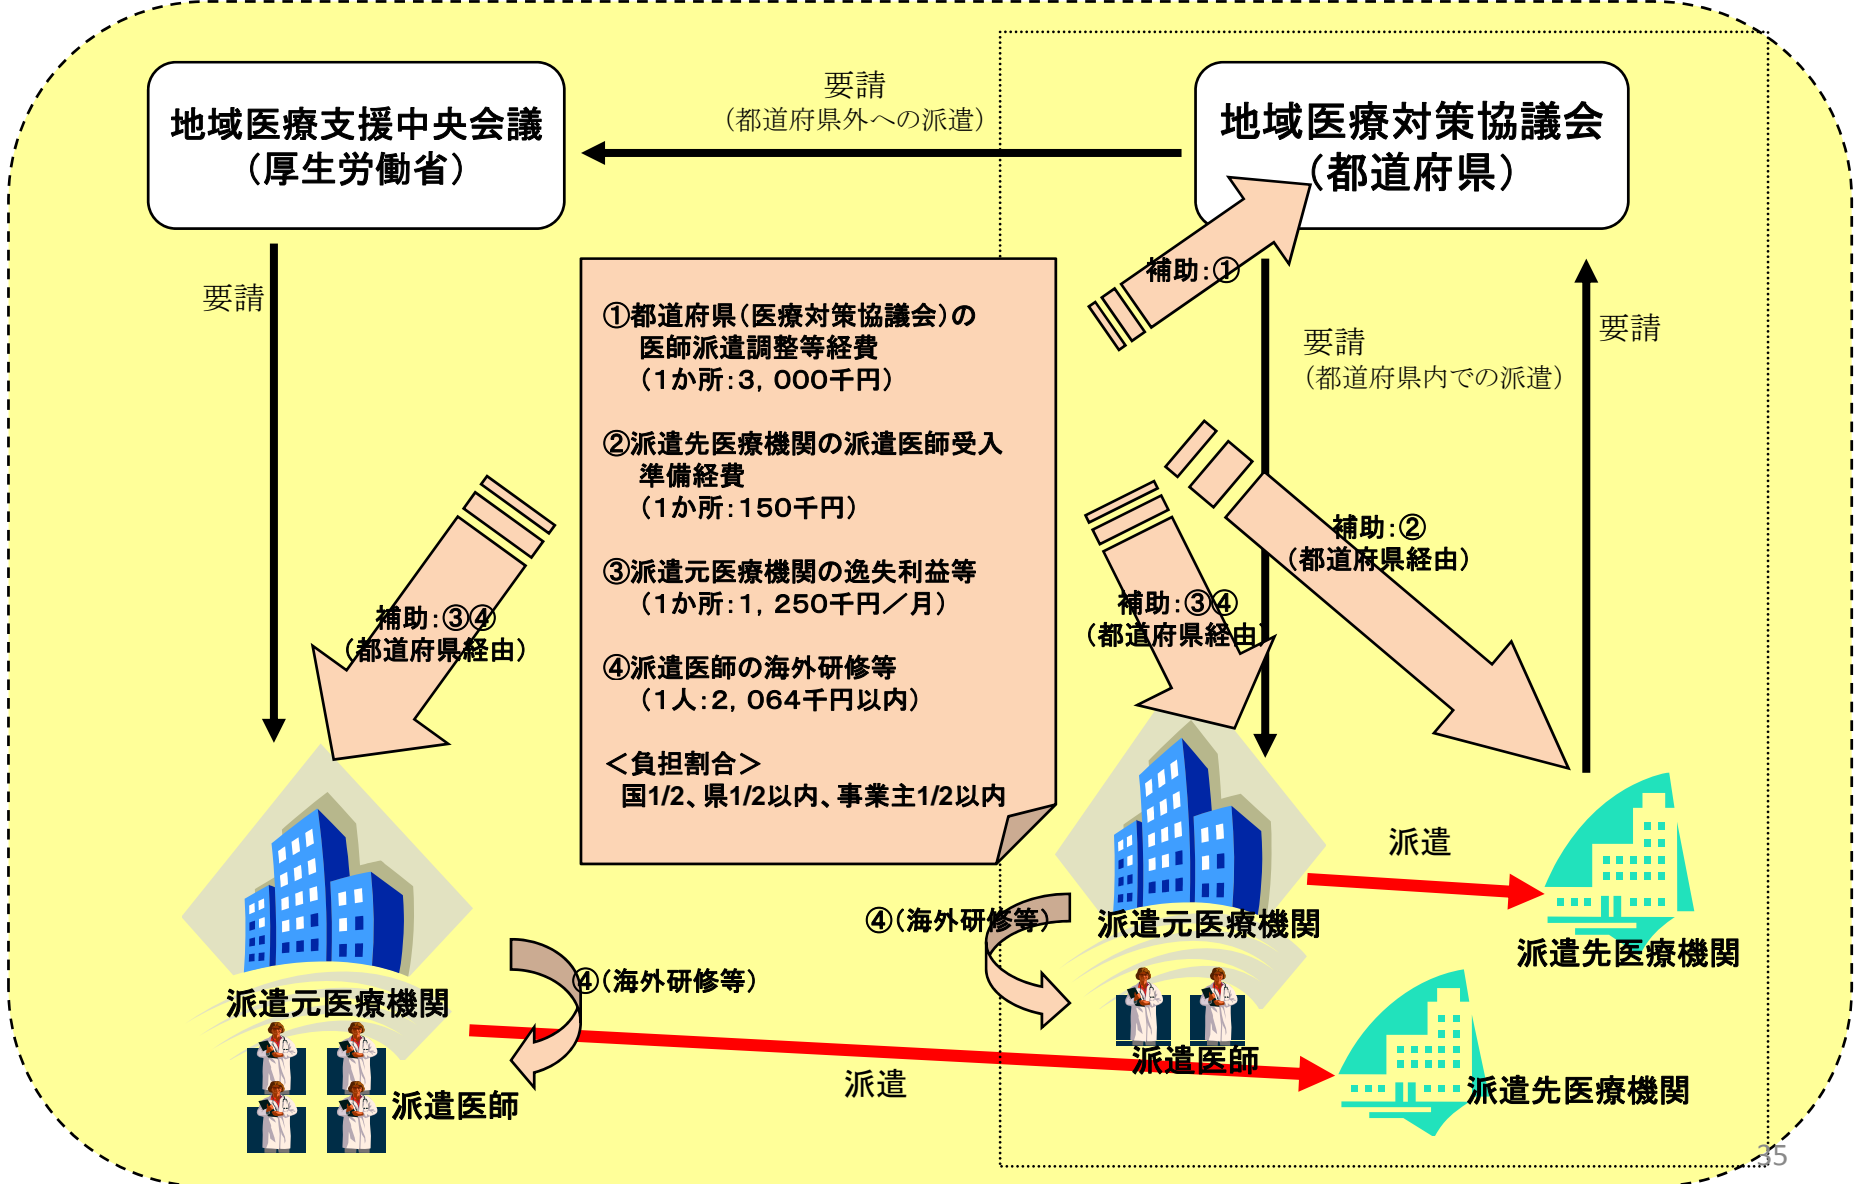 要請
（都道府県外への派遣）
地域医療支援中央会議
（厚生労働省）
地域医療対策協議会
（都道府県）
要請
補助：①
要請
（都道府県内での派遣）
要請
①都道府県（医療対策協議会）の
医師派遣調整等経費
（１か所：３，０００千円）
②派遣先医療機関の派遣医師受入
準備経費
（１か所：１５０千円）
③派遣元医療機関の逸失利益等
（１か所：１，２５０千円／月）
④派遣医師の海外研修等
（１人：２，０６４千円以内）
＜負担割合＞
国1/2、県1/2以内、事業主1/2以内
補助：③④
（都道府県経由）
補助：③④
（都道府県経由）
補助：②
（都道府県経由）
派遣
④（海外研修等）
派遣元医療機関
派遣先医療機関
④（海外研修等）
派遣元医療機関
派遣医師
派遣
派遣医師
派遣先医療機関
35